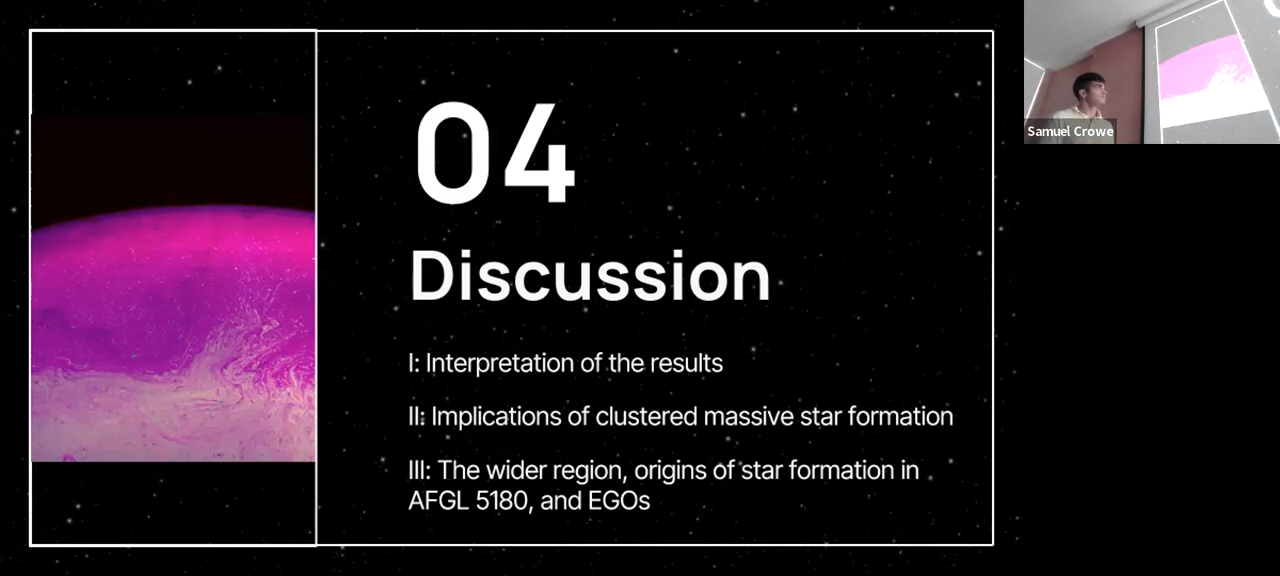 04
Discussion
I: Interpretation of the results
II: Implications of clustered massive star formation
III: The wider region, origins of star formation in
AFGL 5180, and EGOs
Samuel Crowe